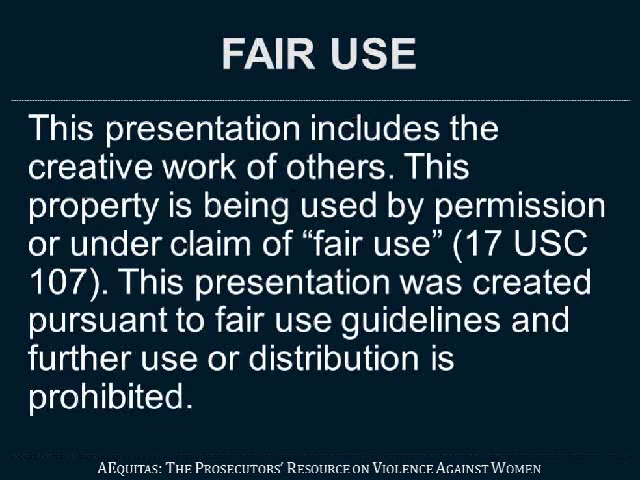 FAIR USE
This presentation includes the
creative work of others. This
property is being used by permission
or under claim of “fair use” (17 USC
107). This presentation was created
pursuant to fair use guidelines and
further use or distribution is
prohibited.
AEQUITAS: THE PROSECUTORS’ RESOURCE ON VIOLENCE AGAINST WOMEN